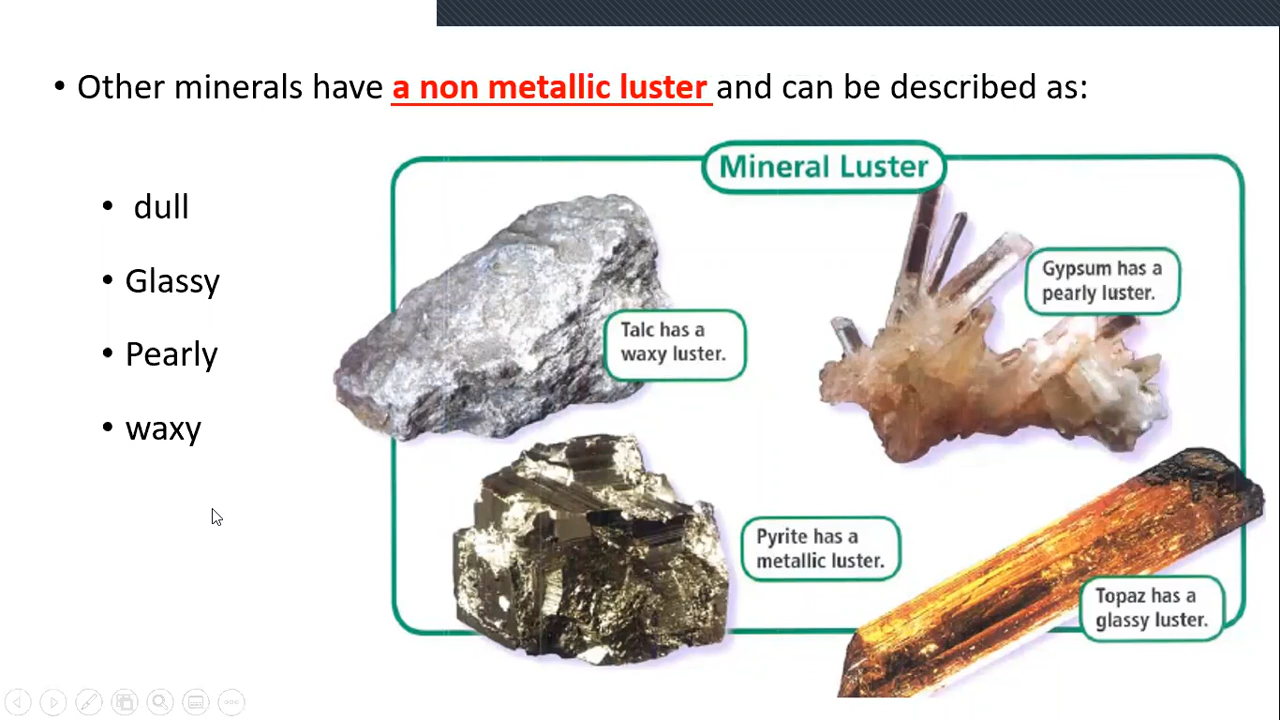 • Other minerals have a non metallic luster and can be described as:
• dull
• Glassy
• Pearly
• waxy
Mineral Luster
Talc has a
waxy luster.
Gypsum has a
pearly luster.
Pyrite has a
metallic luster.
Topaz has a
glassy luster.